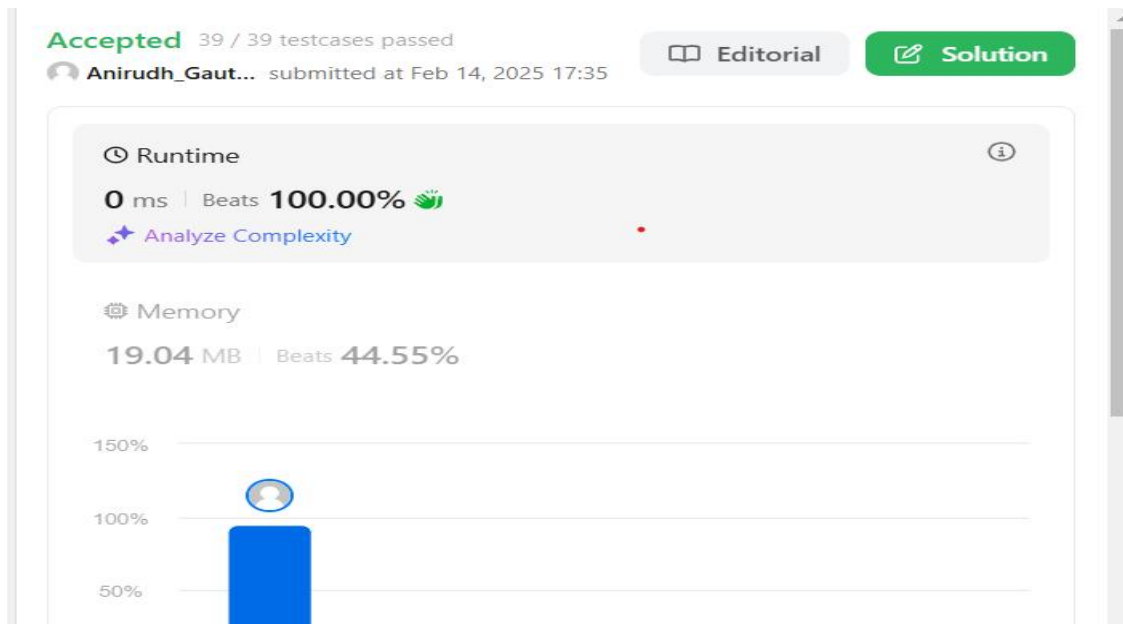 Accepted 39 / 39 testcases passed
Editorial
Solution
Anirudh_Gaut... submitted at Feb 14, 2025 17:35
Runtime
0 ms Beats 100.00%
Analyze Complexity
Memory
19.04 MB Beats 44.55%
150%
100%
50%